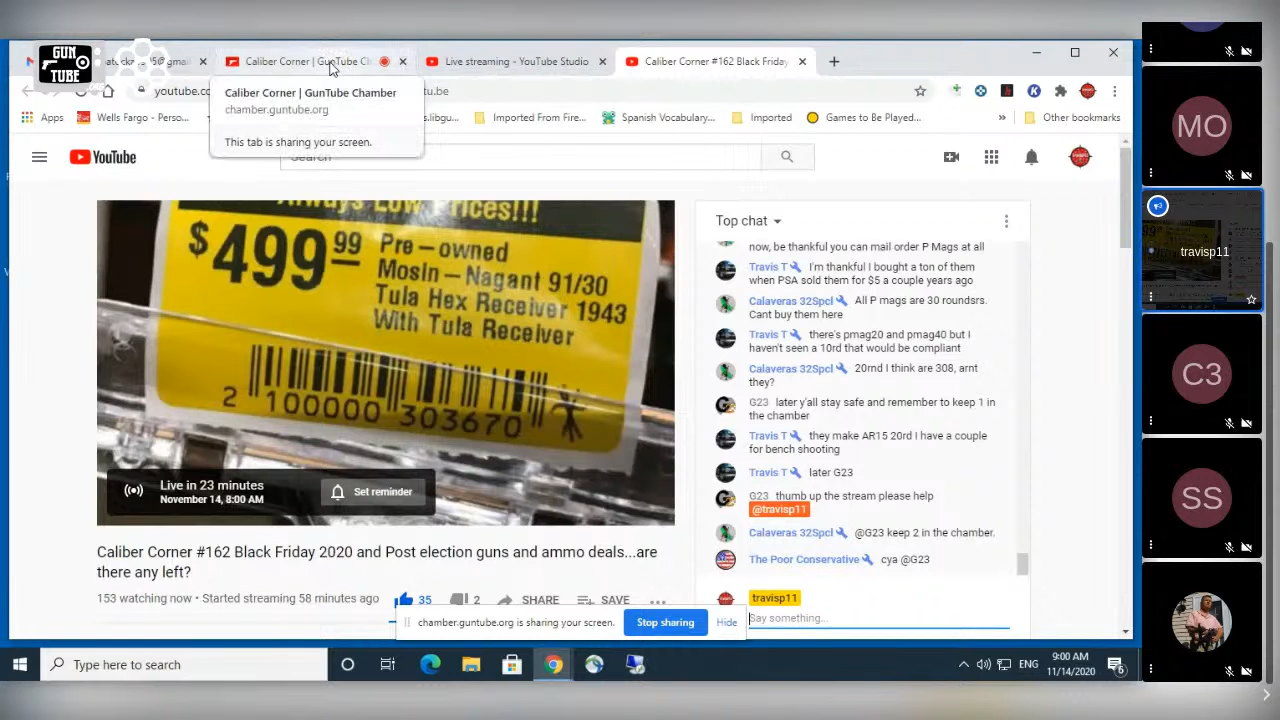 GUN
TUBE
Caliber Corner | GunTube Ch
Live streaming - YouTube Studio
Caliber Corner #162 Black Friday
Caliber Corner | GunTube Chamber
chamber.guntube.org
This tab is sharing your screen.
youtube.co
tu.be
Apps
Wells Fargo - Perso...
s.libgu...
Imported From Fire...
Spanish Vocabulary...
Imported
Games to Be Played...
Other bookmarks
YouTube
Search
Always Low Prices!!!
$499.99
Pre-owned
Mosin-Nagant 91/30
Tula Hex Receiver 1943
With Tula Receiver
2 100000 303670
Live in 23 minutes
November 14, 8:00 AM
Set reminder
Caliber Corner #162 Black Friday 2020 and Post election guns and ammo deals...are
there any left?
153 watching now • Started streaming 58 minutes ago
35
2
SHARE
SAVE
Top chat
now, be thankful you can mail order P Mags at all
Travis T I'm thankful I bought a ton of them
when PSA sold them for $5 a couple years ago
Calaveras 32Spcl All P mags are 30 roundsrs.
Cant buy them here
Travis T there's pmag20 and pmag40 but I
haven't seen a 10rd that would be compliant
Calaveras 32Spcl 20rnd I think are 308, arnt
they?
G23 later y'all stay safe and remember to keep 1 in
the chamber
Travis T they make AR15 20rd I have a couple
for bench shooting
Travis T later G23
G23 thumb up the stream please help
@travisp11
Calaveras 32Spcl @G23 keep 2 in the chamber.
The Poor Conservative cya @G23
travisp11
Say something...
chamber.guntube.org is sharing your screen.
Stop sharing
Hide
Type here to search
ENG
9:00 AM
11/14/2020
6
MO
travisp11
C3
SS